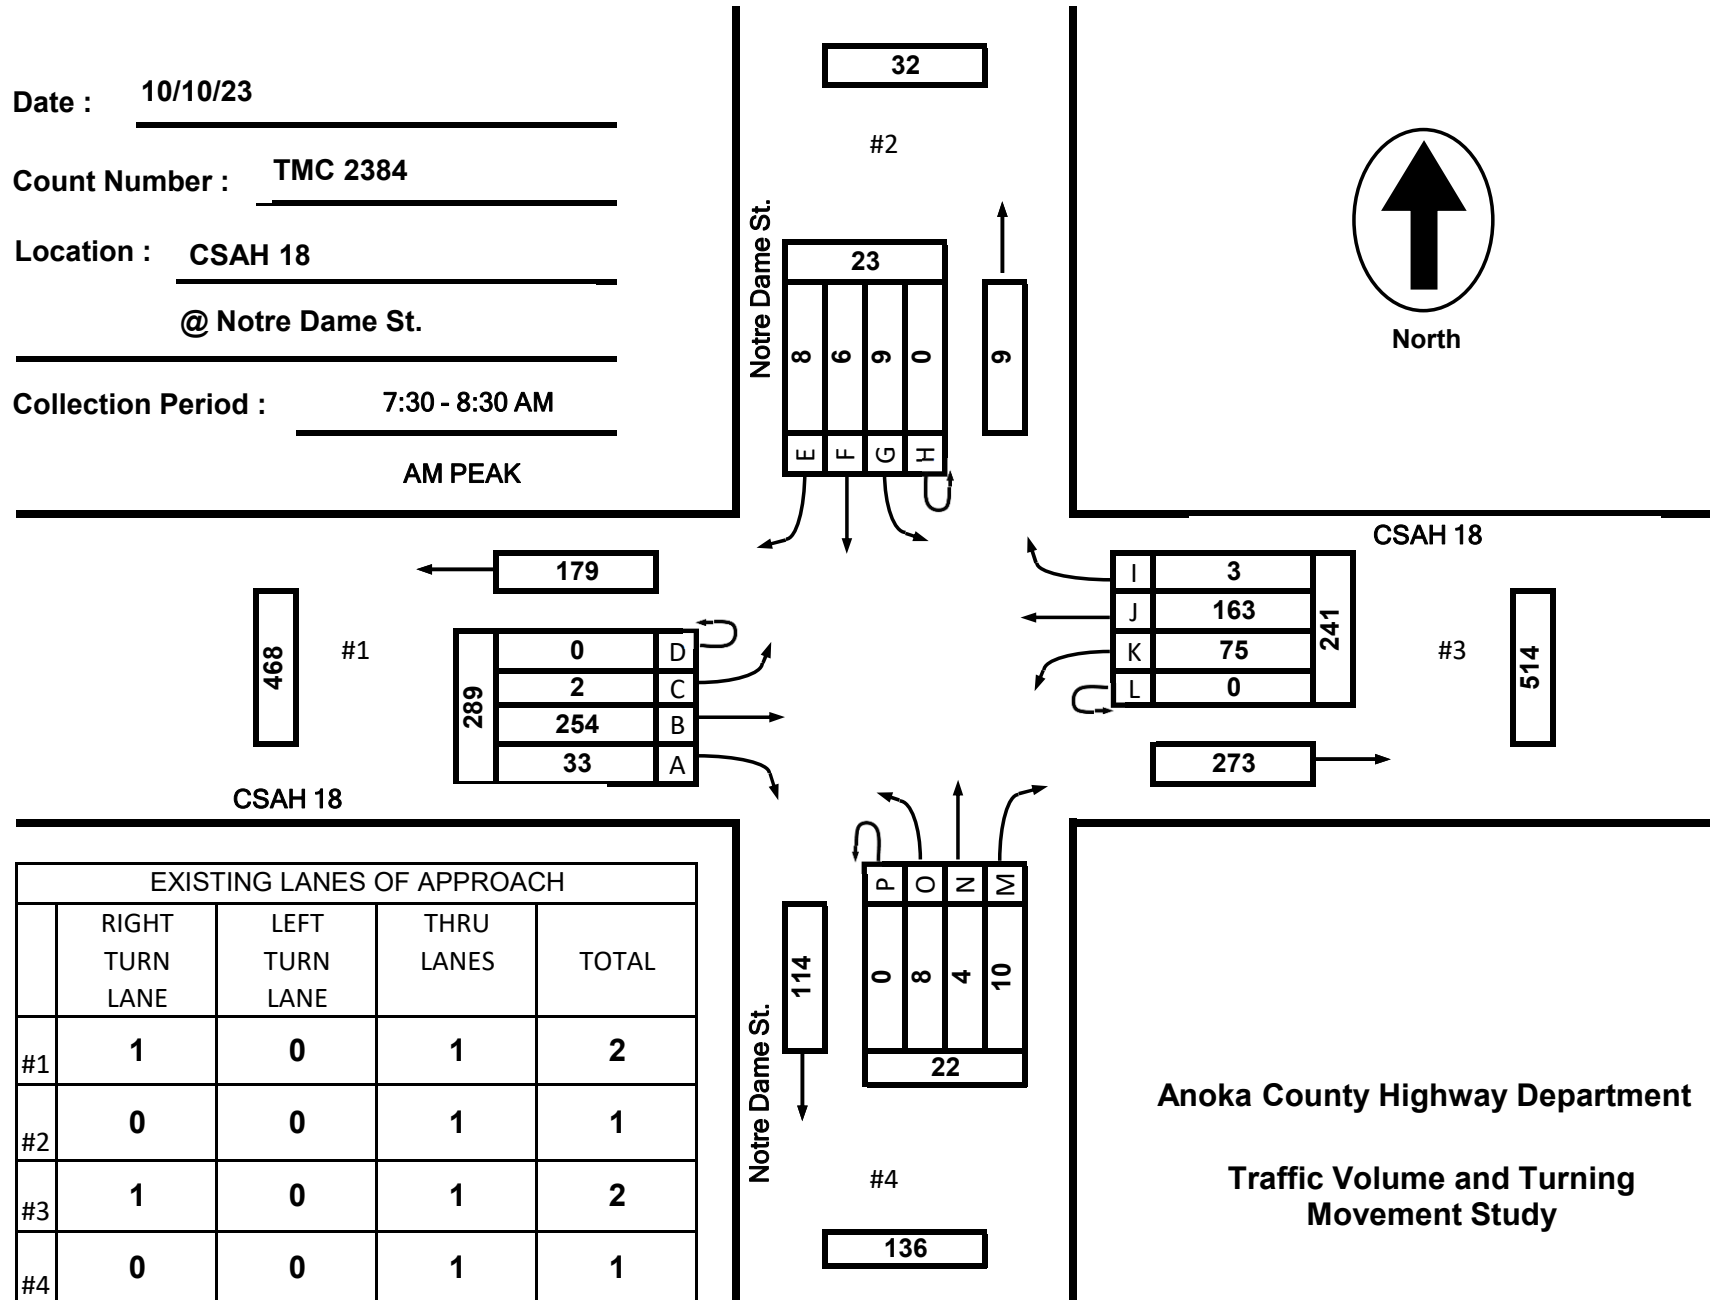 Date : 10/10/23
Count Number : TMC 2384
Location : CSAH 18
@ Notre Dame St.
Collection Period : 7:30 - 8:30 AM
AM PEAK
32
#2
Notre Dame St.
23
8 6 9 0
E F G H
9
North
CSAH 18
179
468
#1
289
0 D
2 C
254 B
33 A
CSAH 18
I 3
J 163
K 75
L 0
241
#3
514
273
P O N M
0 8 4 10
22
114
Notre Dame St.
#4
136
EXISTING LANES OF APPROACH
RIGHT LEFT THRU
TURN TURN LANES TOTAL
LANE LANE
#1 1 0 1 2
#2 0 0 1 1
#3 1 0 1 2
#4 0 0 1 1
Anoka County Highway Department
Traffic Volume and Turning
Movement Study